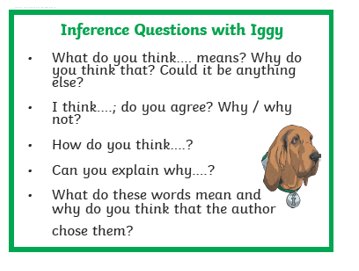 Inference Questions with Iggy
• What do you think.... means? Why do
you think that? Could it be anything
else?
• I think....; do you agree? Why / why
not?
• How do you think....?
• Can you explain why....?
• What do these words mean and
why do you think that the author
chose them?